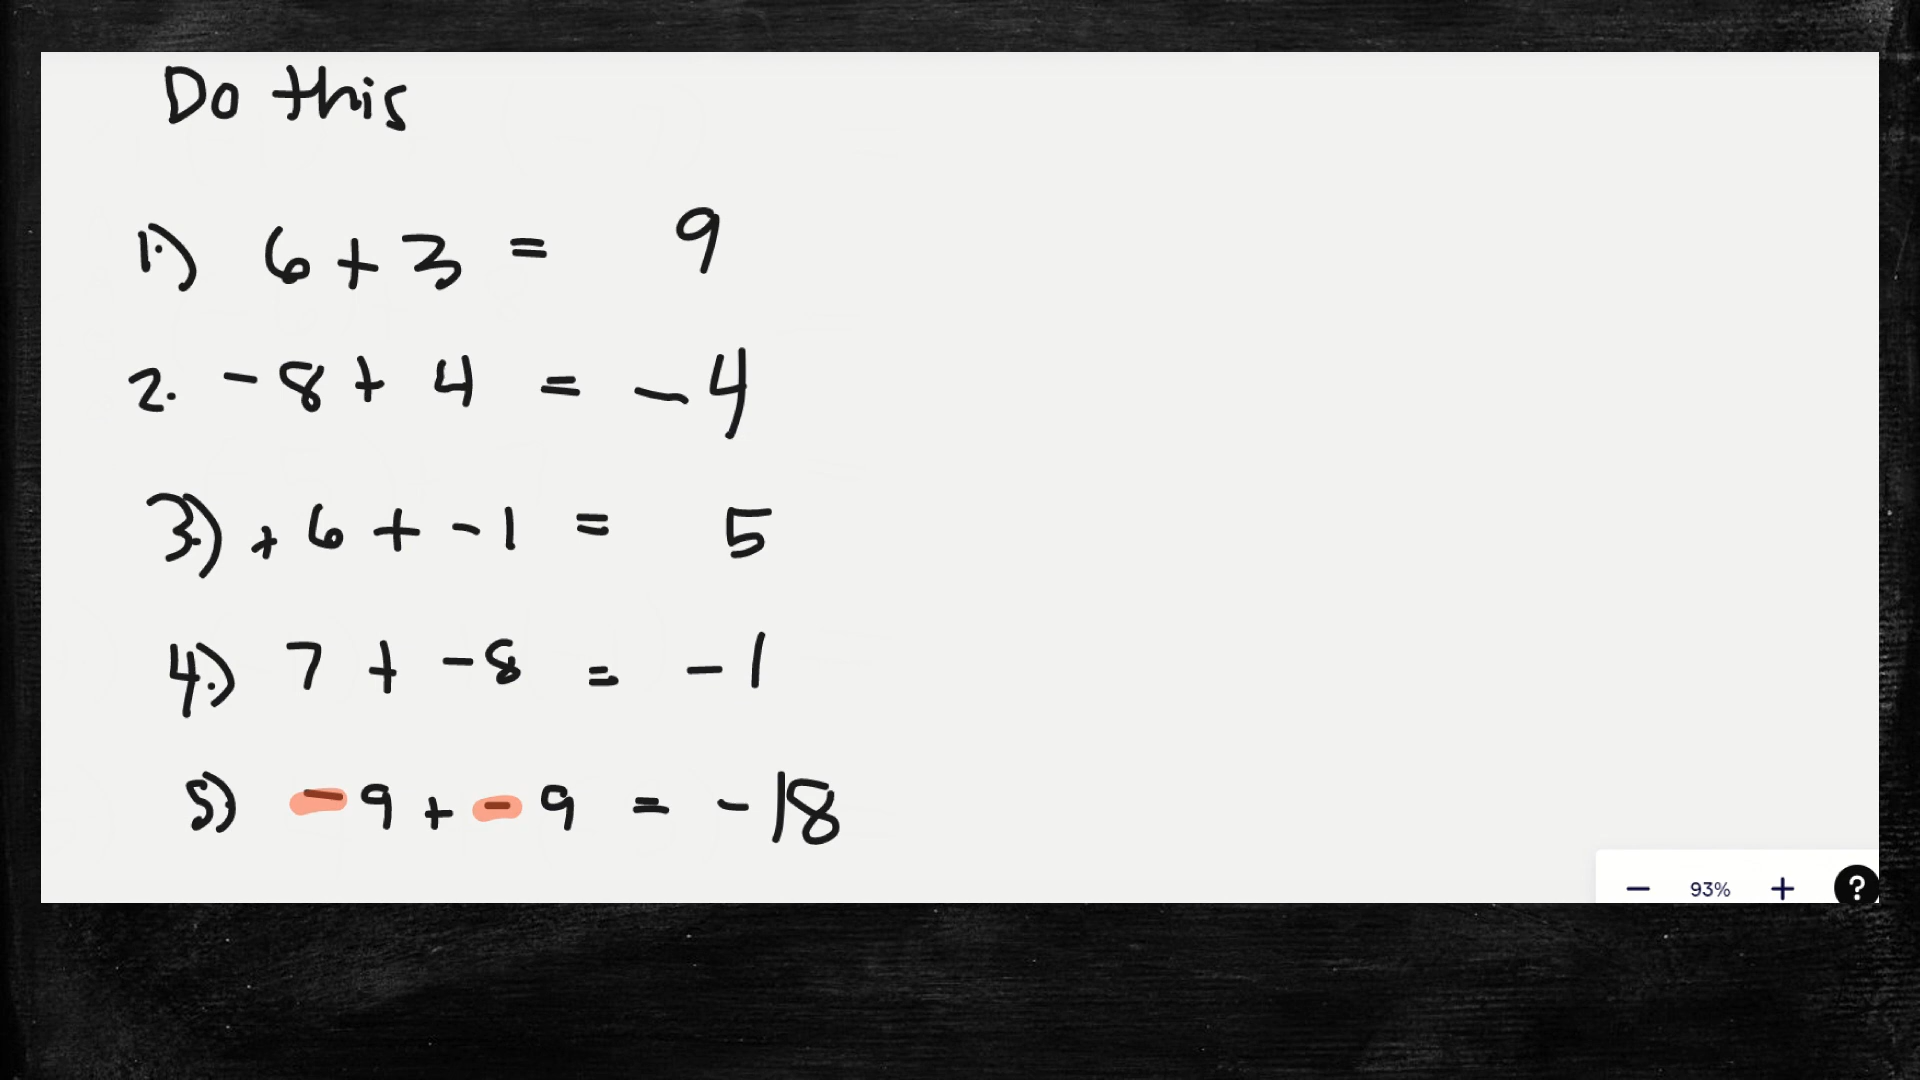 Do this
1.) 6 + 3 = 9
2. - 8 + 4 = - 4
3.) + 6 + - 1 = 5
4.) 7 + - 8 = - 1
5) - 9 + - 9 = - 18
− 93% + ?